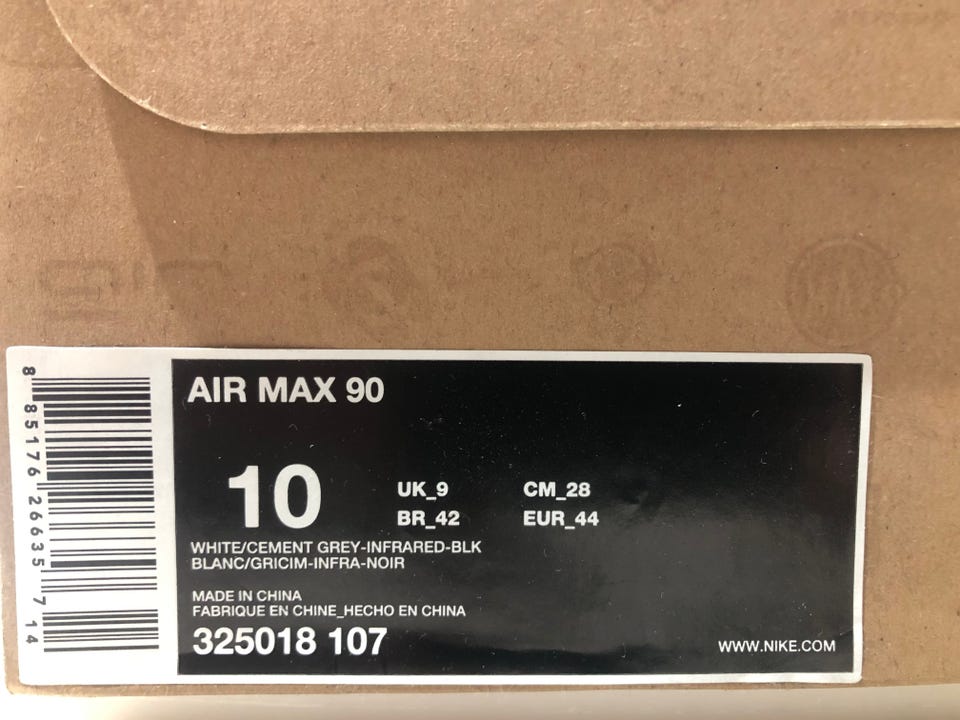 AIR MAX 90
10
UK_9 CM_28
BR_42 EUR_44
WHITE/CEMENT GREY-INFRARED-BLK
BLANC/GRICIM-INFRA-NOIR
MADE IN CHINA
FABRIQUE EN CHINE_HECHO EN CHINA
325018 107
WWW.NIKE.COM
8 85176 26635 7 14